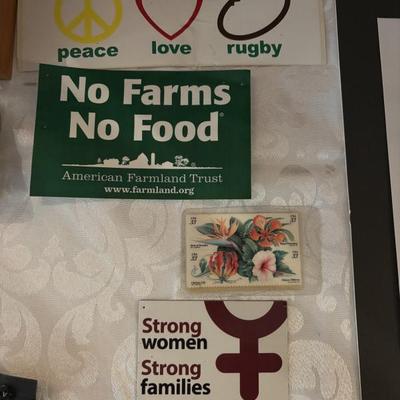 peace love rugby
No Farms
No Food®
American Farmland Trust
www.farmland.org
Strong
women
Strong
families